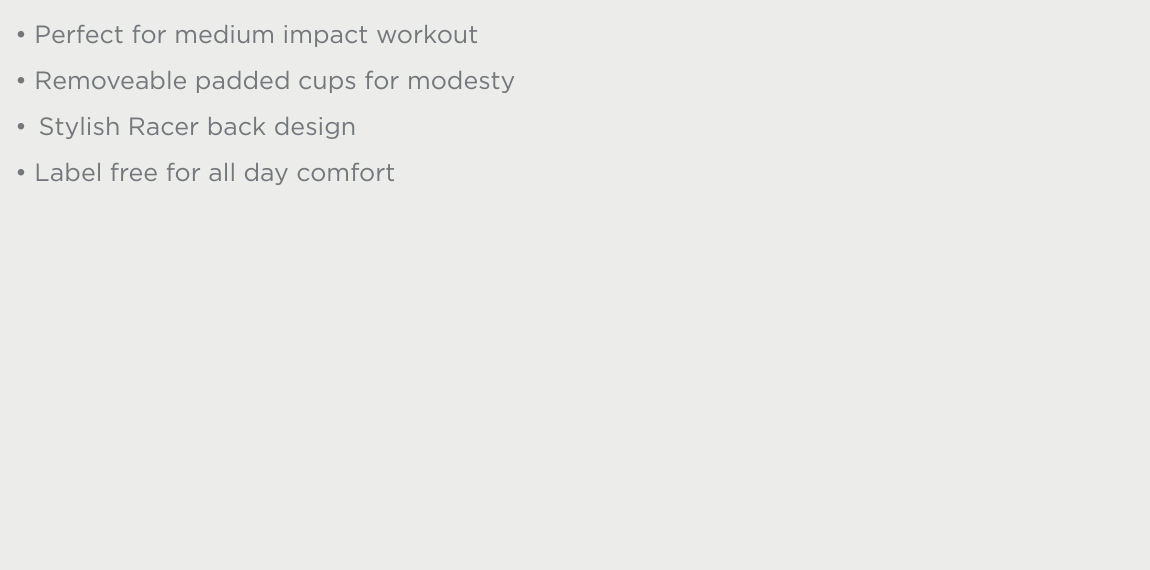 • Perfect for medium impact workout
• Removeable padded cups for modesty
• Stylish Racer back design
• Label free for all day comfort